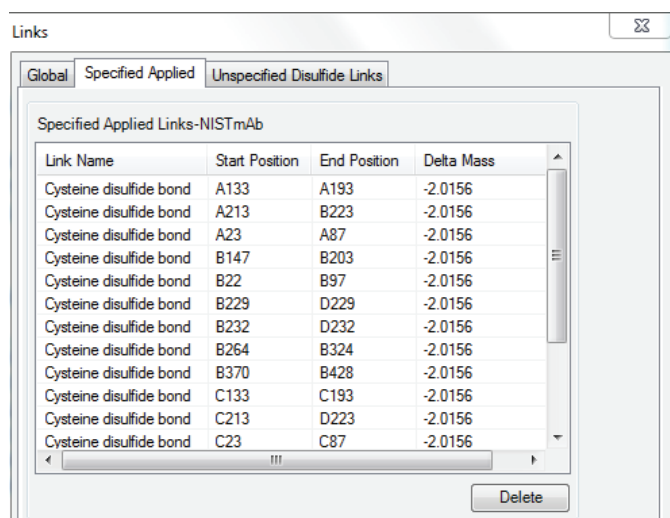 Links
Global Specified Applied Unspecified Disulfide Links
Specified Applied Links-NISTmAb
Link Name Start Position End Position Delta Mass
Cysteine disulfide bond A133 A193 -2.0156
Cysteine disulfide bond A213 B223 -2.0156
Cysteine disulfide bond A23 A87 -2.0156
Cysteine disulfide bond B147 B203 -2.0156
Cysteine disulfide bond B22 B97 -2.0156
Cysteine disulfide bond B229 D229 -2.0156
Cysteine disulfide bond B232 D232 -2.0156
Cysteine disulfide bond B264 B324 -2.0156
Cysteine disulfide bond B370 B428 -2.0156
Cysteine disulfide bond C133 C193 -2.0156
Cysteine disulfide bond C213 D223 -2.0156
Cysteine disulfide bond C23 C87 -2.0156
Delete